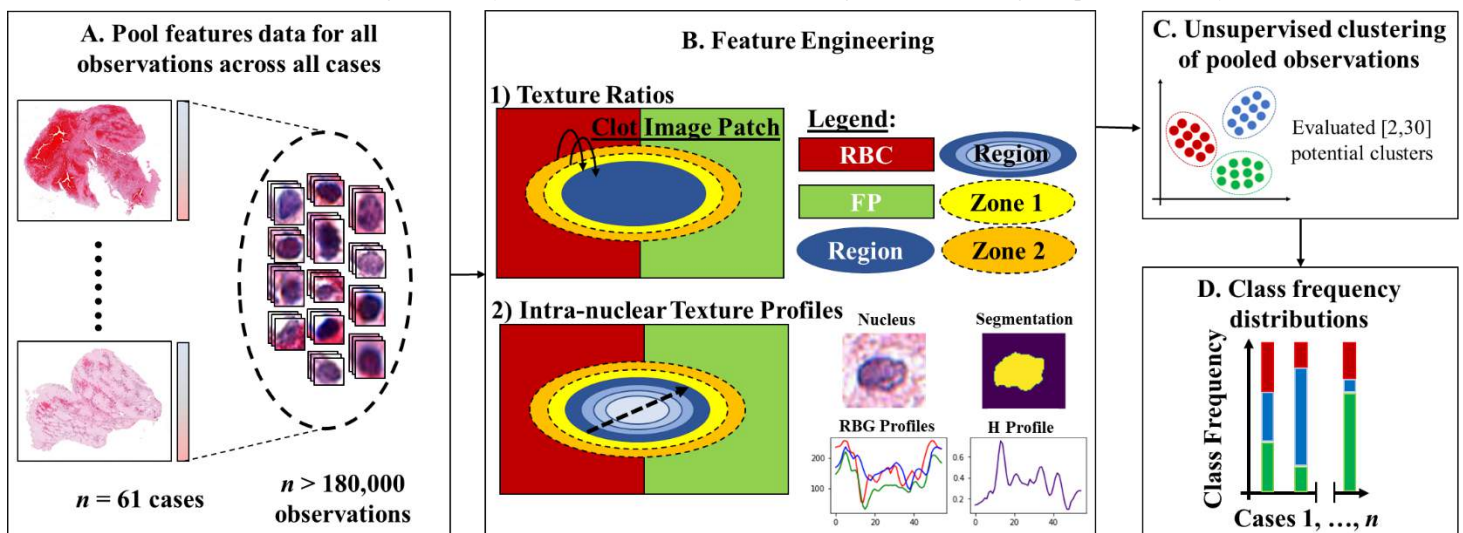 A. Pool features data for all
observations across all cases
n = 61 cases
n > 180,000
observations
B. Feature Engineering
1) Texture Ratios
Clot Image Patch
Legend:
RBC
Region
FP
Zone 1
Region
Zone 2
2) Intra-nuclear Texture Profiles
Nucleus
Segmentation
RBG Profiles
H Profile
200
100
0
20
40
0.6
0.4
0.2
0
20
40
C. Unsupervised clustering
of pooled observations
Evaluated [2,30]
potential clusters
D. Class frequency
distributions
Class Frequency
Cases 1, …, n